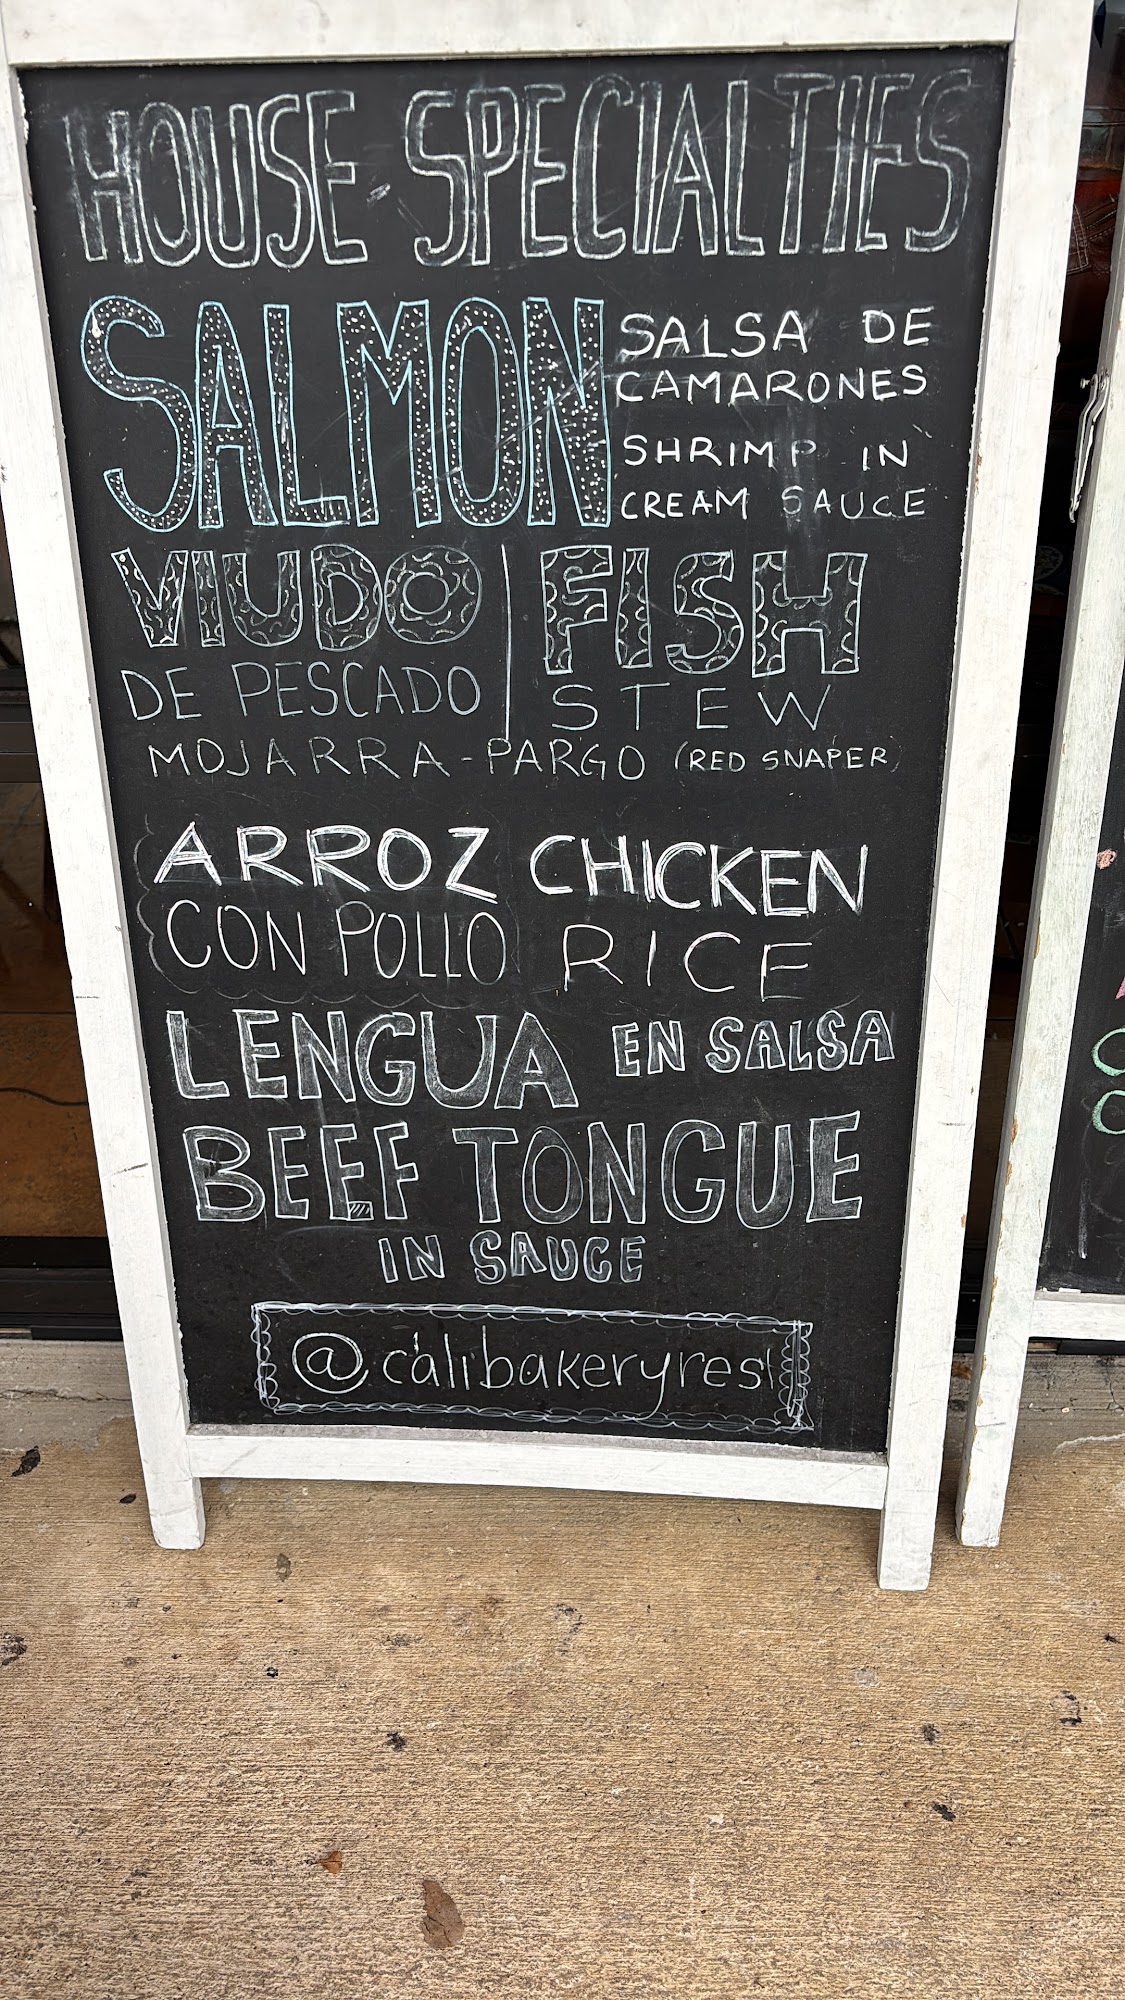 HOUSE SPECIALTIES
SALMON
SALSA DE
CAMARONES
SHRIMP IN
CREAM SAUCE
VIUDO
DE PESCADO
FISH
STEW
MOJARRA-PARGO (RED SNAPER)
ARROZ
CON POLLO
CHICKEN
RICE
LENGUA EN SALSA
BEEF TONGUE
IN SAUCE
@calibakeryrest